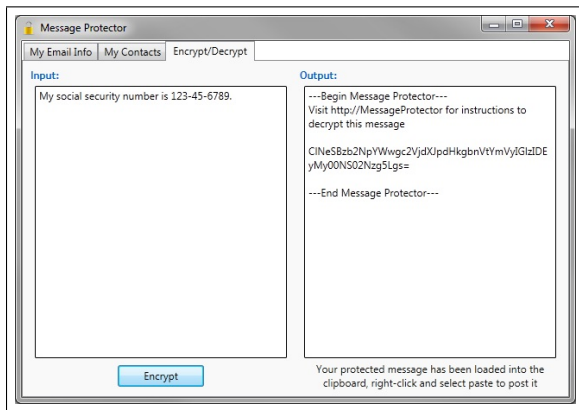 Message Protector
My Email Info My Contacts Encrypt/Decrypt
Input:
My social security number is 123-45-6789.
Encrypt
Output:
---Begin Message Protector---
Visit http://MessageProtector for instructions to
decrypt this message
CINeSBzb2NpYWwgc2VjdXJpdHkgbnVtYmVyIGlzIDE
yMy00NS02Nzg5Lgs=
---End Message Protector---
Your protected message has been loaded into the
clipboard, right-click and select paste to post it